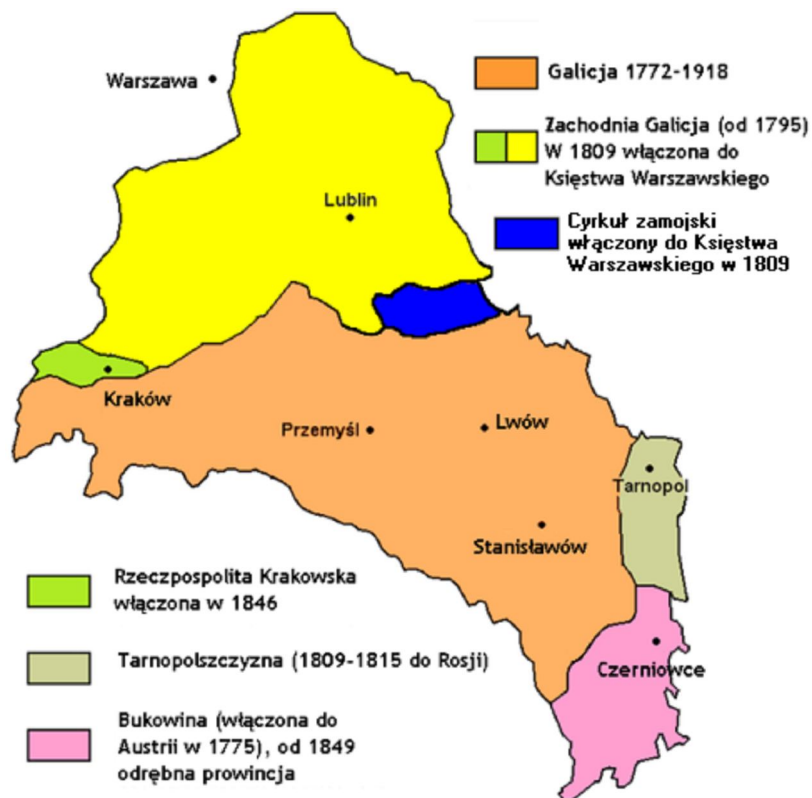 Warszawa
Galicja 1772-1918
Zachodnia Galicja (od 1795)
W 1809 włączona do
Księstwa Warszawskiego
Lublin
Cyrkuł zamojski
włączony do Księstwa
Warszawskiego w 1809
Kraków
Przemyśl
Lwów
Tarnopol
Stanisławów
Rzeczpospolita Krakowska
włączona w 1846
Tarnopolszczyzna (1809-1815 do Rosji)
Czerniowce
Bukowina (włączona do
Austrii w 1775), od 1849
odrębna prowincja